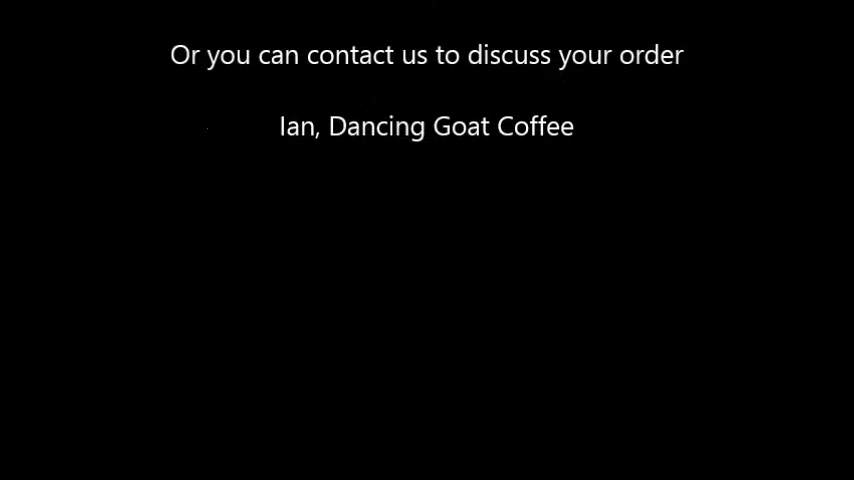 Or you can contact us to discuss your order
Ian, Dancing Goat Coffee